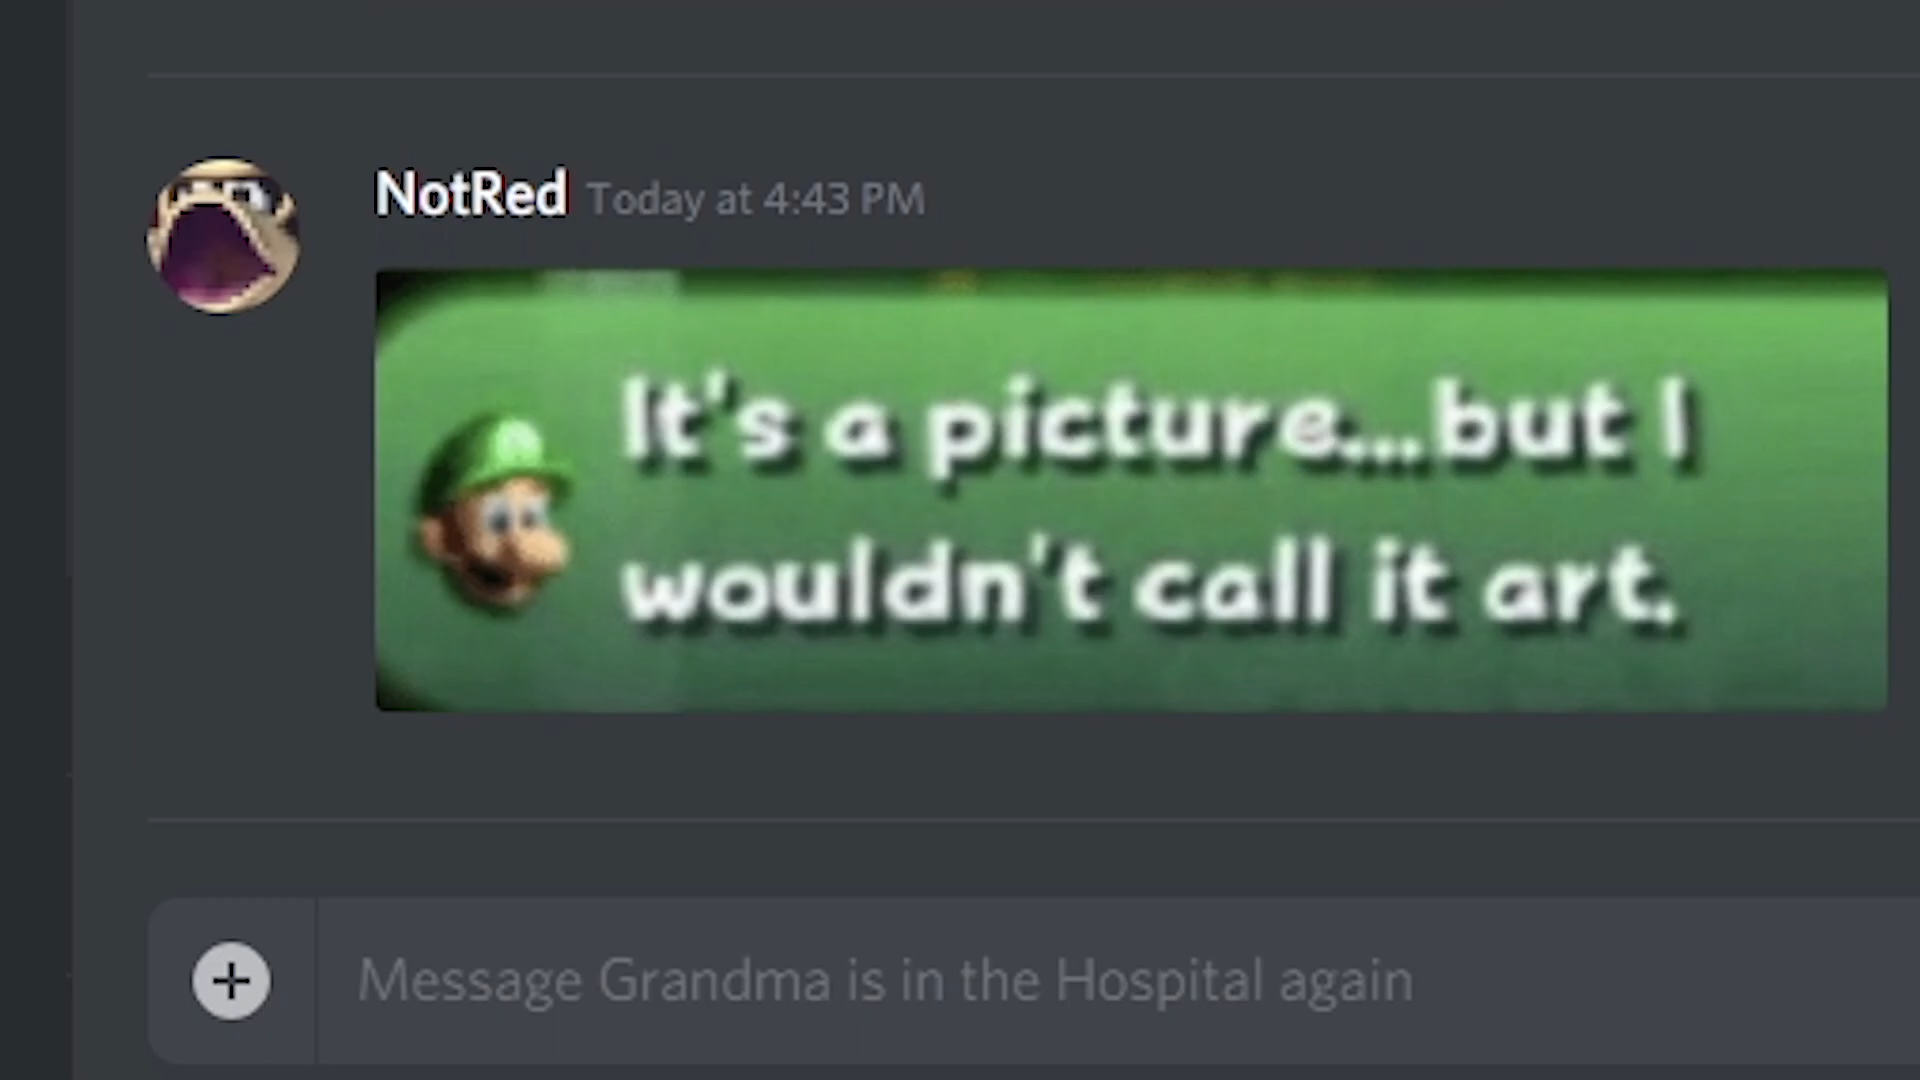 NotRed Today at 4:43 PM
It's a picture...but I
wouldn't call it art.
Message Grandma is in the Hospital again